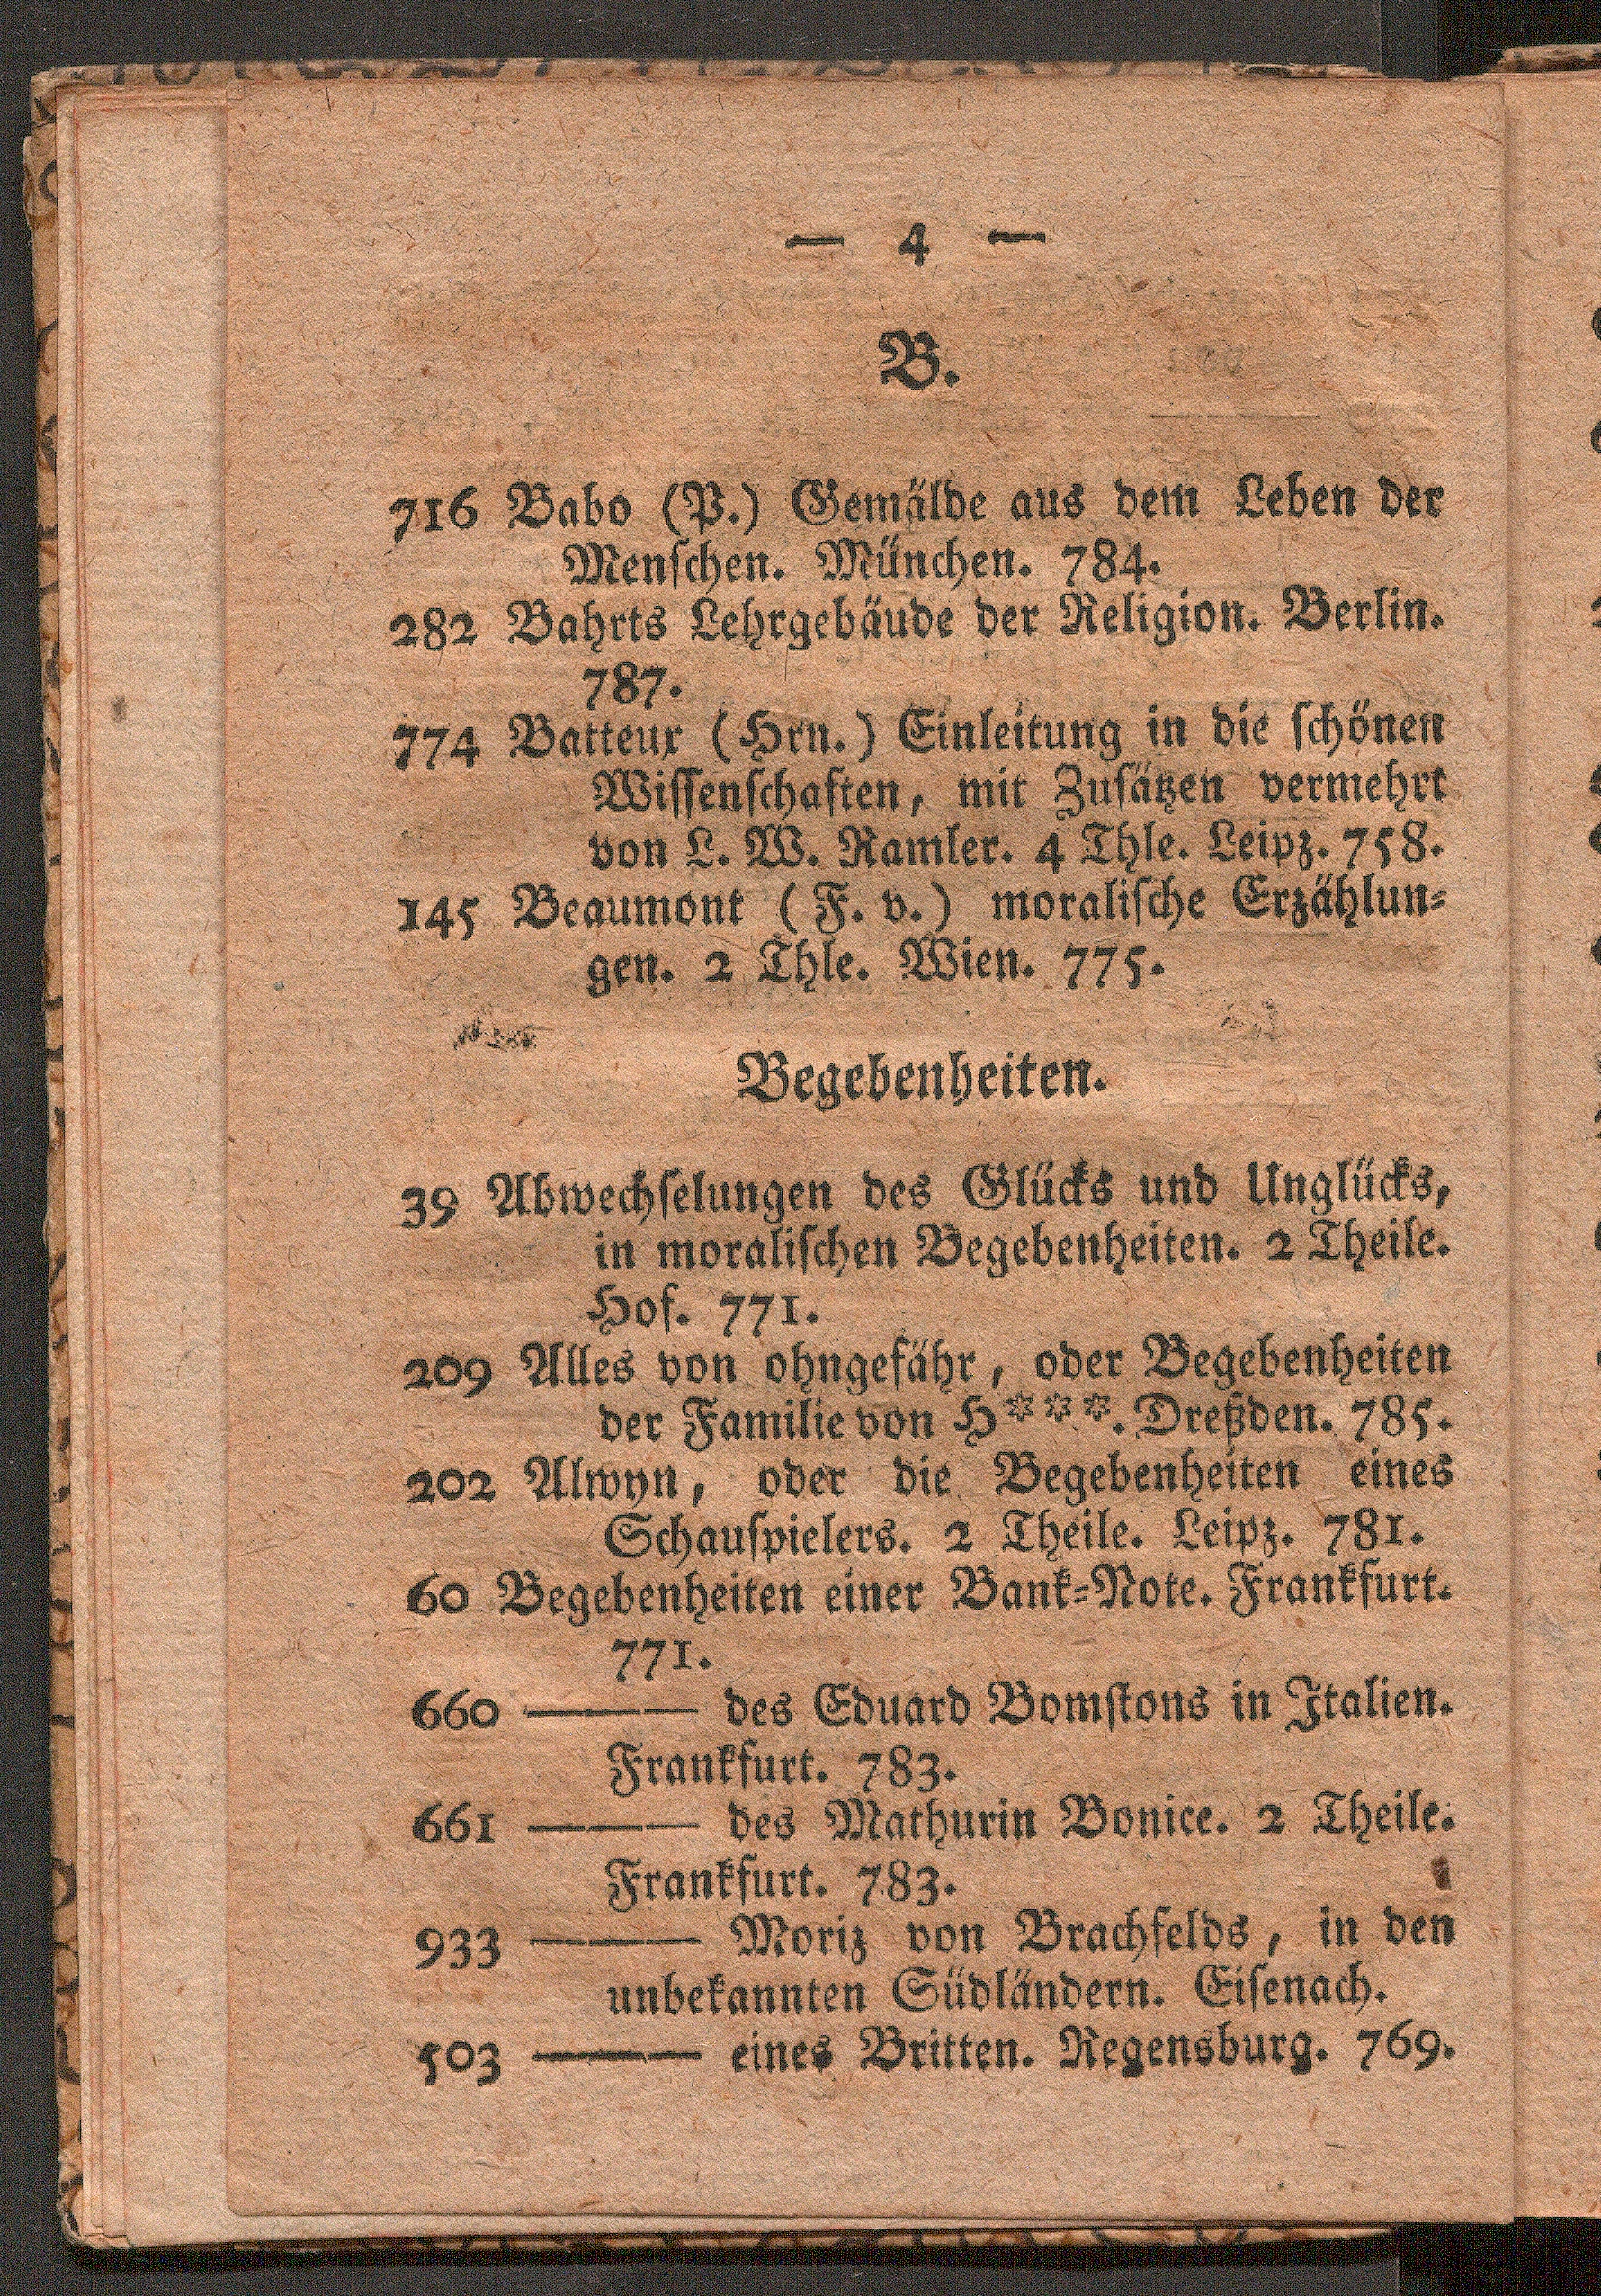 — 4 —
B.
716 Babo (P.) Gemälde aus dem Leben der
Menschen. München. 784.
282 Bahrts Lehrgebäude der Religion. Berlin.
787.
774 Batteux (Hrn.) Einleitung in die schönen
Wissenschaften, mit Zusätzen vermehrt
von L. W. Ramler. 4 Thle. Leipz. 758.
145 Beaumont (F. v.) moralische Erzählun-
gen. 2 Thle. Wien. 775.
Begebenheiten.
39 Abwechselungen des Glücks und Unglücks,
in moralischen Begebenheiten. 2 Theile.
Hof. 771.
209 Alles von ohngefähr, oder Begebenheiten
der Familie von H***. Dreßden. 785.
202 Alwyn, oder die Begebenheiten eines
Schauspielers. 2 Theile. Leipz. 781.
60 Begebenheiten einer Bank-Note. Frankfurt.
771.
660 ——— des Eduard Bomstons in Italien.
Frankfurt. 783.
661 ——— des Mathurin Bonice. 2 Theile.
Frankfurt. 783.
933 ——— Moriz von Brachfelds, in den
unbekannten Südländern. Eisenach.
503 ——— eines Britten. Regensburg. 769.